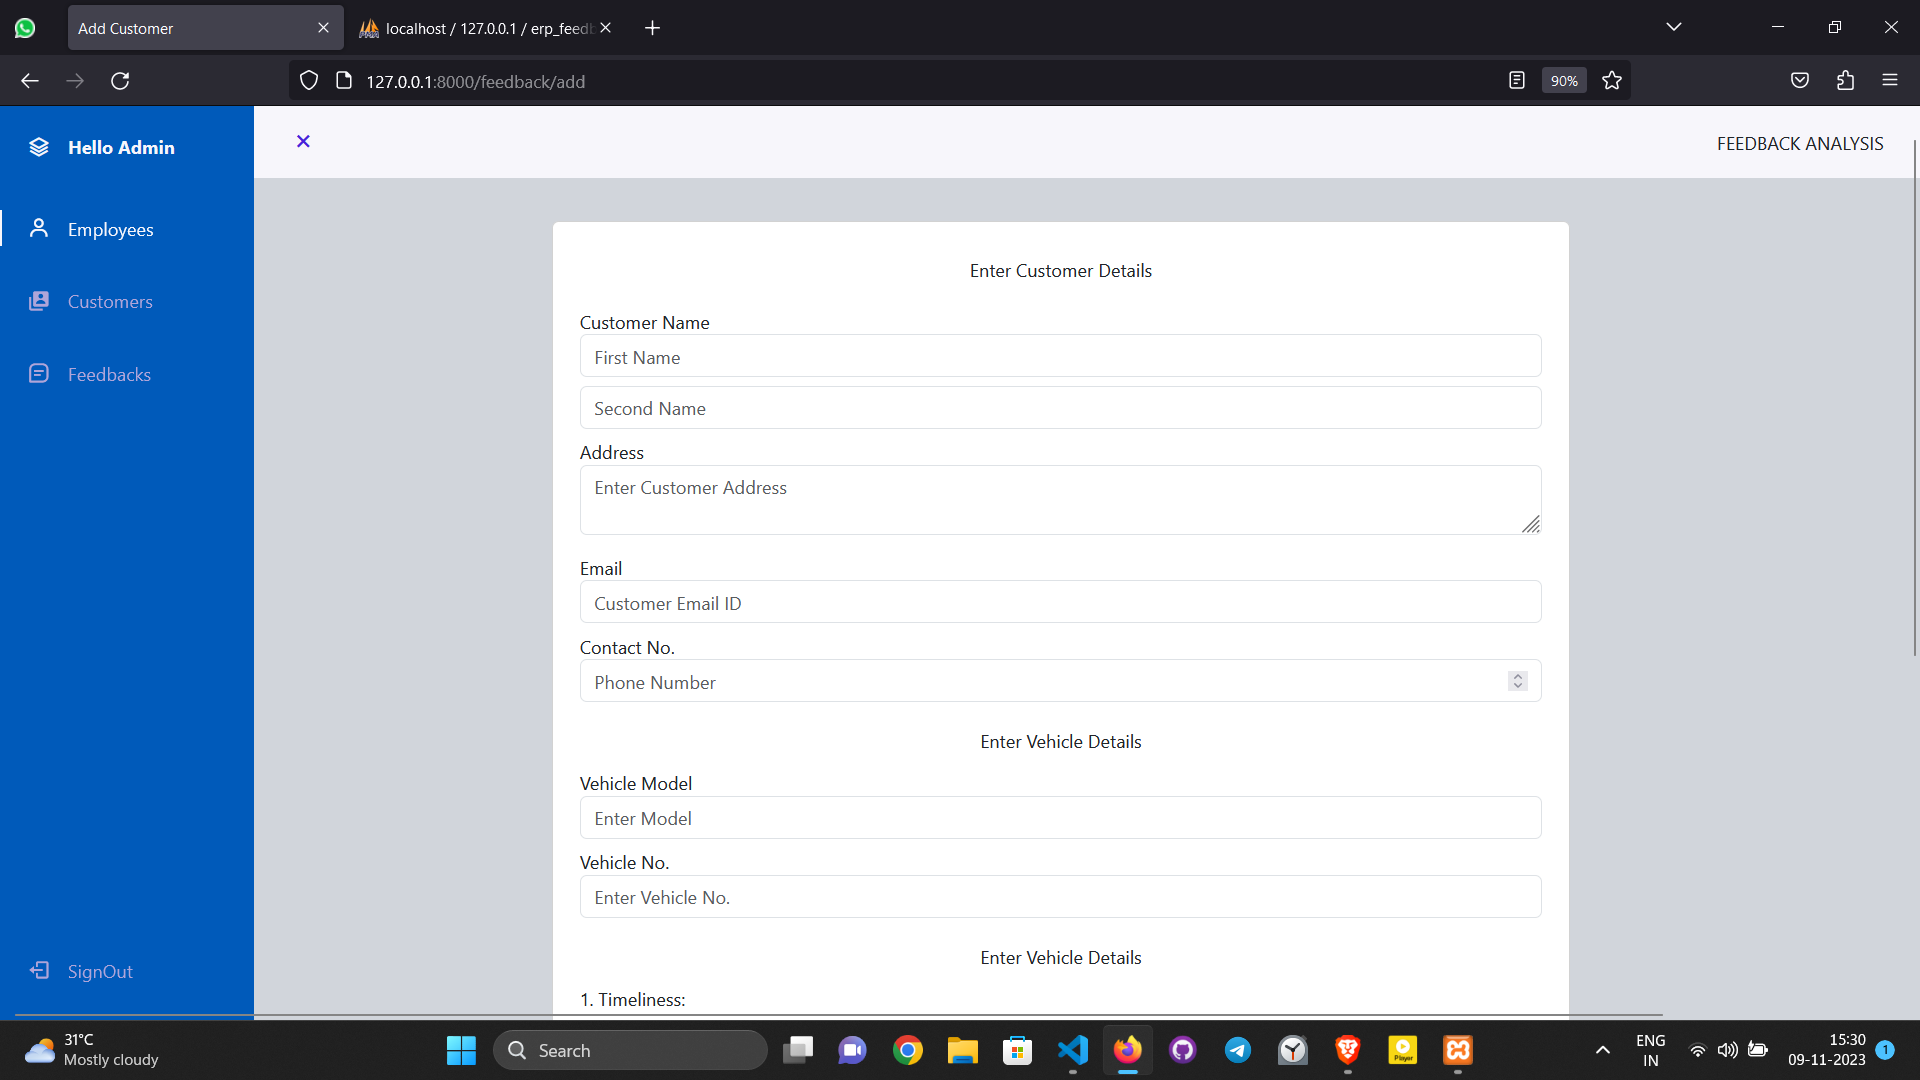 Add Customer
localhost / 127.0.0.1 / erp_feedb
127.0.0.1:8000/feedback/add
90%
Hello Admin
FEEDBACK ANALYSIS
Employees
Customers
Feedbacks
SignOut
Enter Customer Details
Customer Name
First Name
Second Name
Address
Enter Customer Address
Email
Customer Email ID
Contact No.
Phone Number
Enter Vehicle Details
Vehicle Model
Enter Model
Vehicle No.
Enter Vehicle No.
Enter Vehicle Details
1. Timeliness:
31°C
Mostly cloudy
Search
Player
ENG
IN
15:30
09-11-2023
1